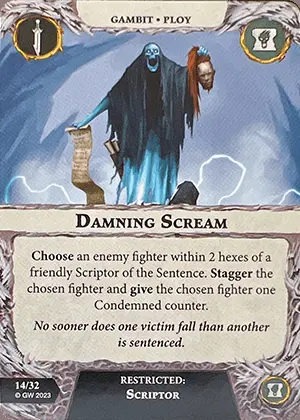 GAMBIT • PLOY
DAMNING SCREAM
Choose an enemy fighter within 2 hexes of a
friendly Scriptor of the Sentence. Stagger the
chosen fighter and give the chosen fighter one
Condemned counter.
No sooner does one victim fall than another
is sentenced.
14/32
© GW 2023
RESTRICTED:
SCRIPTOR